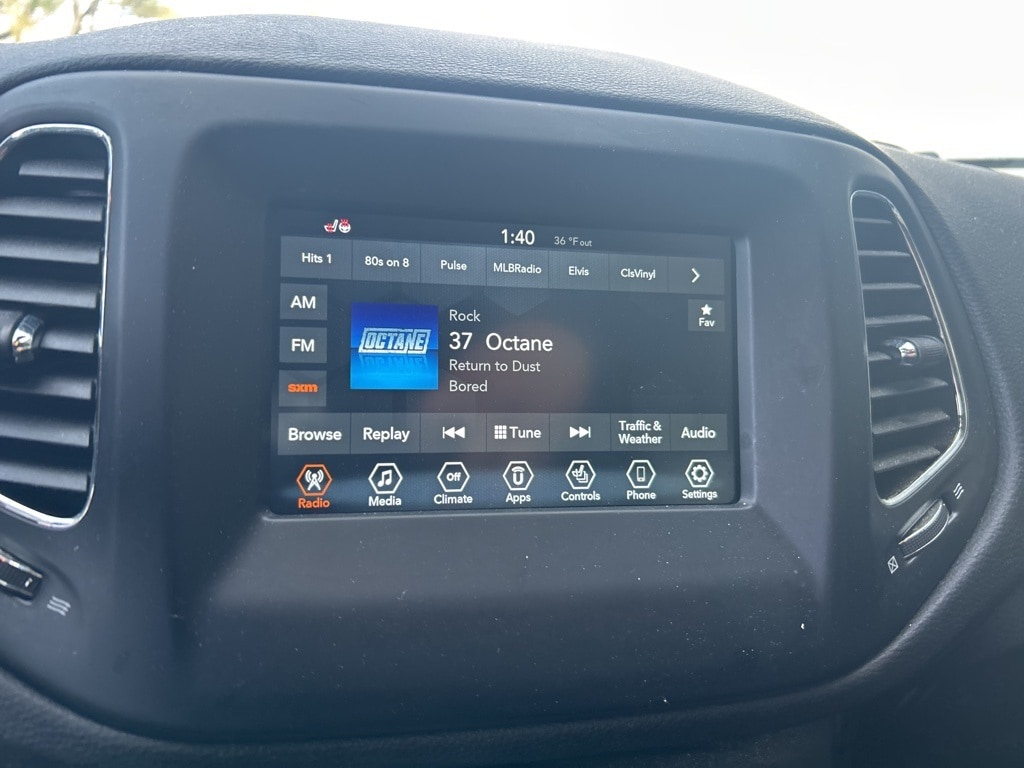 1:40 36 °F out
Hits 1 80s on 8 Pulse MLBRadio Elvis ClsVinyl
AM
FM
sxm
OCTANE
Rock
37 Octane
Return to Dust
Bored
Fav
Browse Replay Tune Traffic & Weather Audio
Off
Radio Media Climate Apps Controls Phone Settings